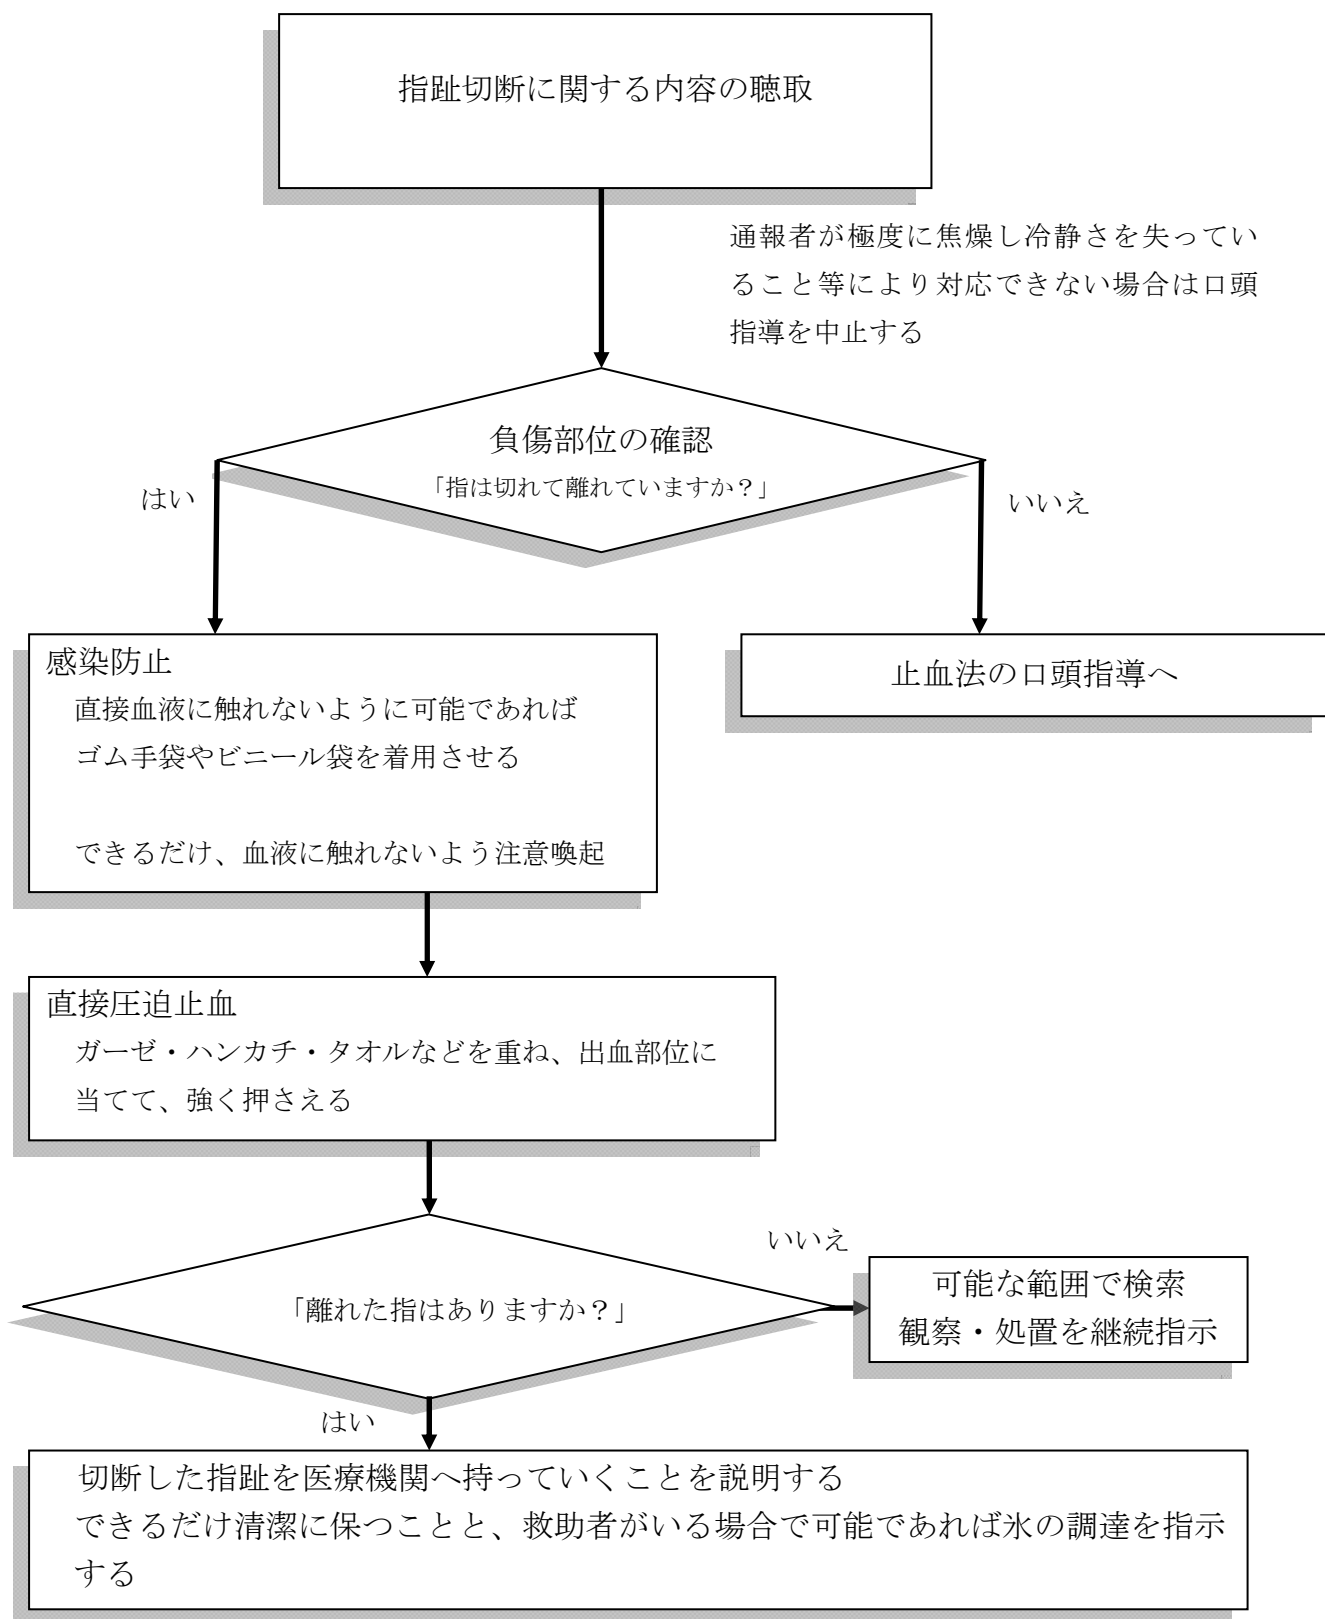 指趾切断に関する内容の聴取
通報者が極度に焦燥し冷静さを失ってい
ること等により対応できない場合は口頭
指導を中止する
負傷部位の確認
「指は切れて離れていますか？」
はい
いいえ
感染防止
直接血液に触れないように可能であれば
ゴム手袋やビニール袋を着用させる
できるだけ、血液に触れないよう注意喚起
止血法の口頭指導へ
直接圧迫止血
ガーゼ・ハンカチ・タオルなどを重ね、出血部位に
当てて、強く押さえる
「離れた指はありますか？」
いいえ
可能な範囲で検索
観察・処置を継続指示
はい
切断した指趾を医療機関へ持っていくことを説明する
できるだけ清潔に保つことと、救助者がいる場合で可能であれば氷の調達を指示
する